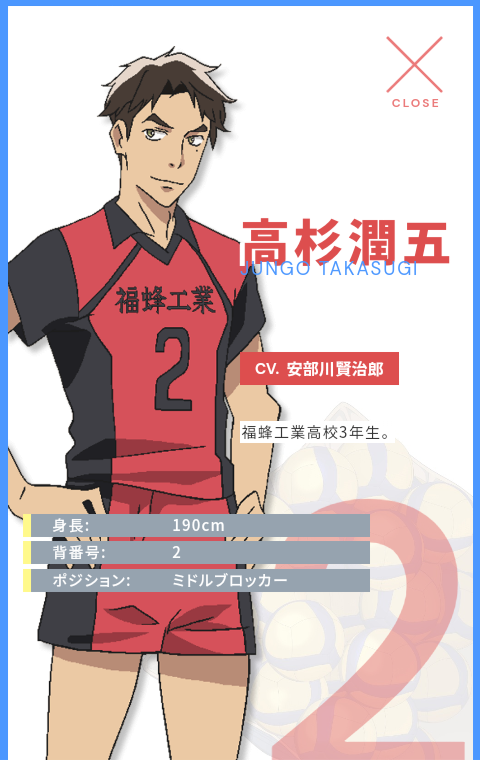 CLOSE
高杉潤五
JUNGO TAKASUGI
福蜂工業
2
CV. 安部川賢治郎
福蜂工業高校3年生。
身長: 190cm
背番号: 2
ポジション: ミドルブロッカー
2